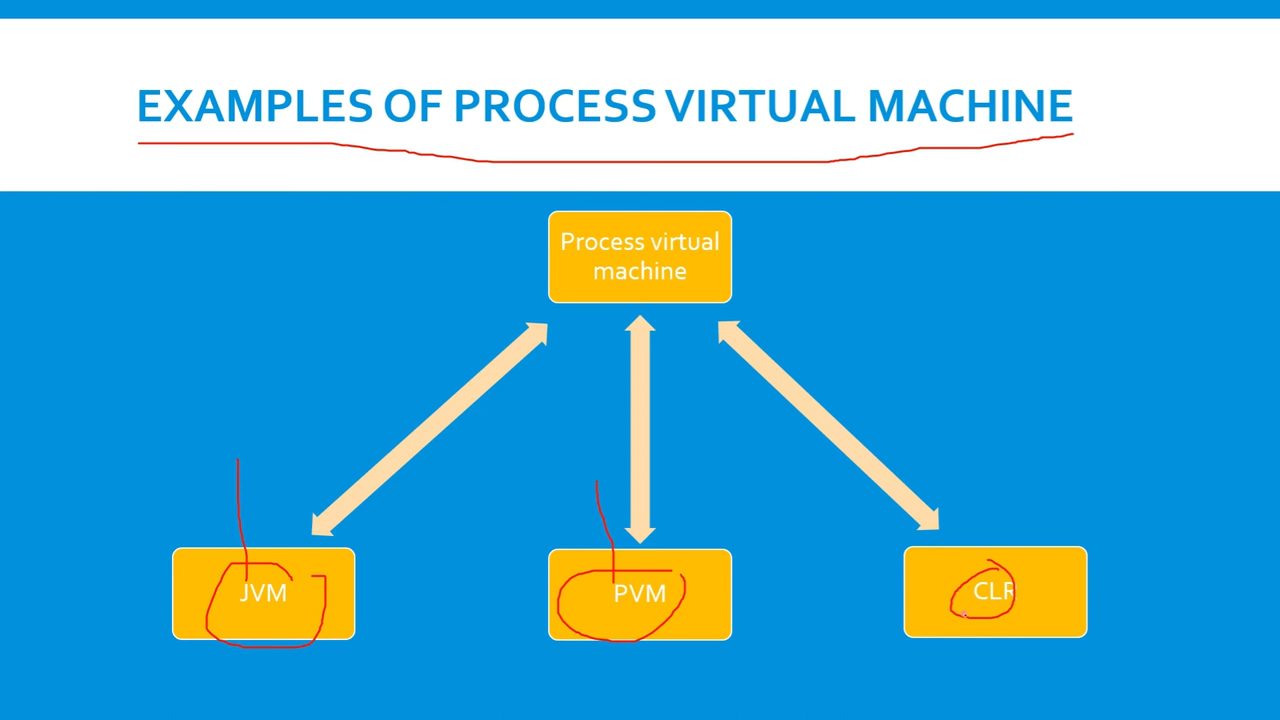 EXAMPLES OF PROCESS VIRTUAL MACHINE
Process virtual
machine
JVM
PVM
CLR